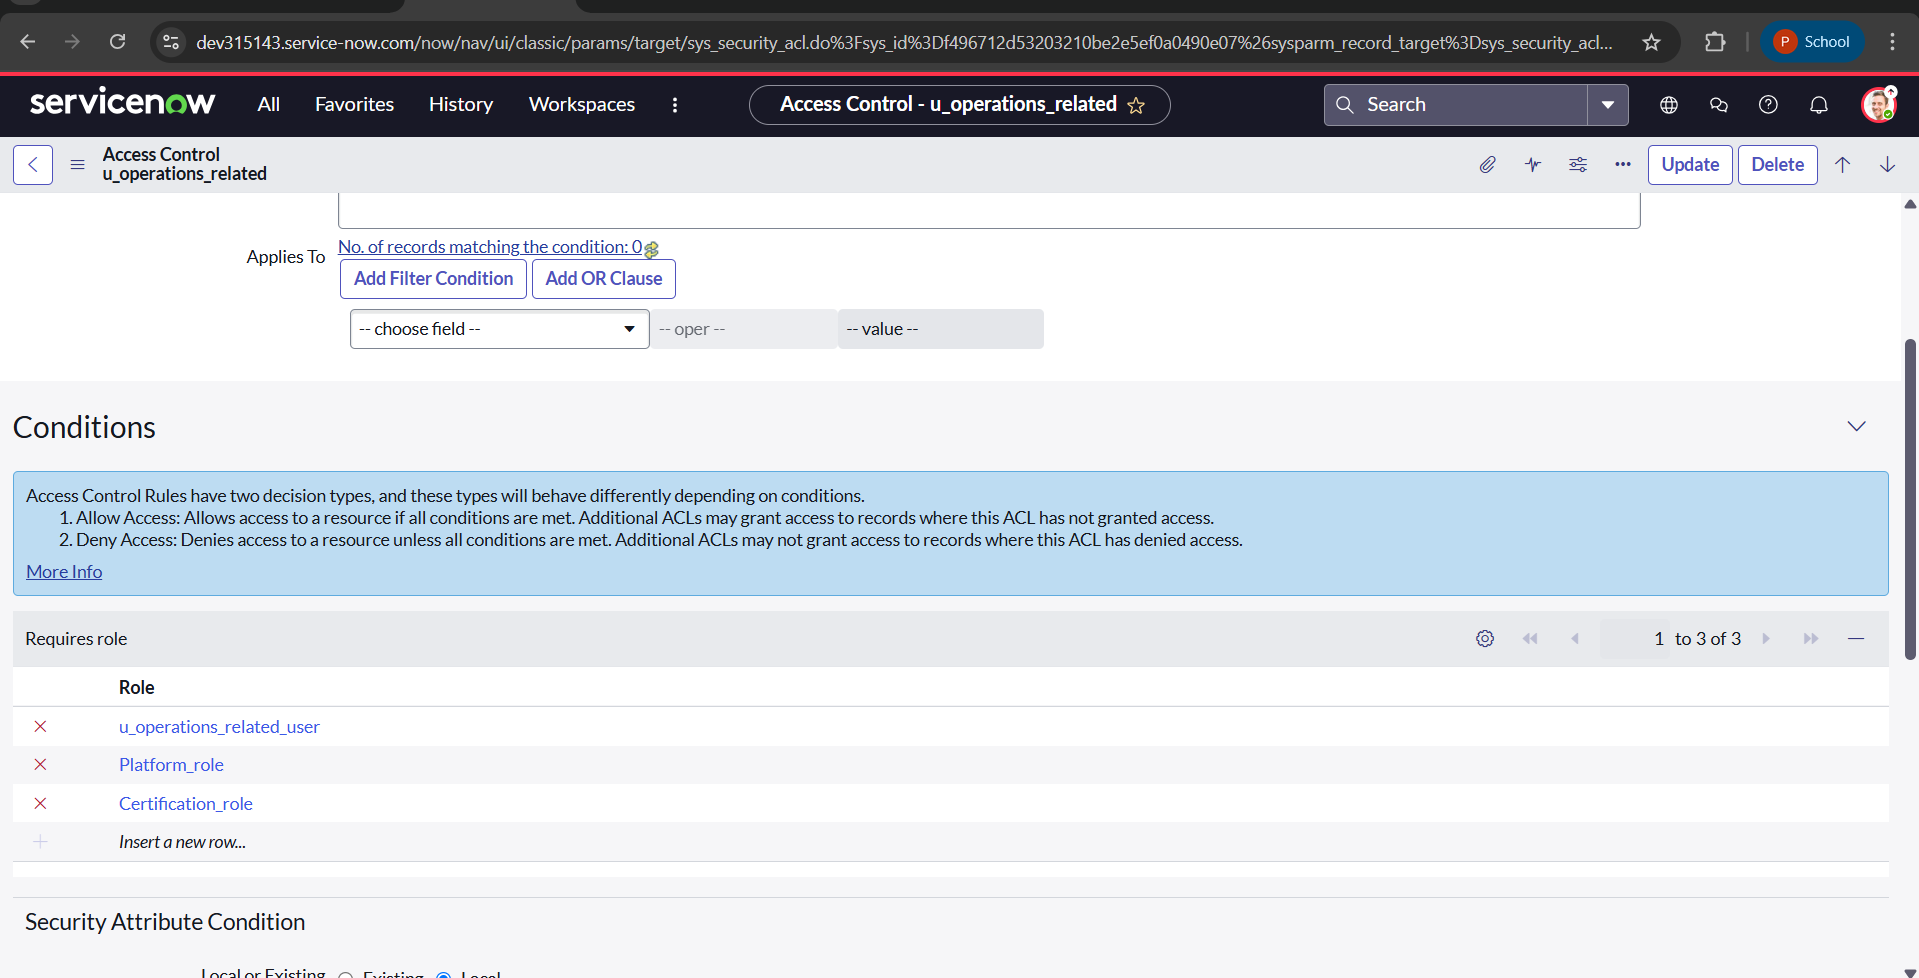 dev315143.service-now.com/now/nav/ui/classic/params/target/sys_security_acl.do%3Fsys_id%3Df496712d53203210be2e5ef0a0490e07%26sysparm_record_target%3Dsys_security_acl...
P School
servicenow All Favorites History Workspaces Access Control - u_operations_related Search
Access Control
u_operations_related
Update Delete
Applies To No. of records matching the condition: 0
Add Filter Condition Add OR Clause
-- choose field -- -- oper -- -- value --
Conditions
Access Control Rules have two decision types, and these types will behave differently depending on conditions.
1. Allow Access: Allows access to a resource if all conditions are met. Additional ACLs may grant access to records where this ACL has not granted access.
2. Deny Access: Denies access to a resource unless all conditions are met. Additional ACLs may not grant access to records where this ACL has denied access.
More Info
Requires role 1 to 3 of 3
Role
u_operations_related_user
Platform_role
Certification_role
Insert a new row...
Security Attribute Condition
Local or Existing Existing Local